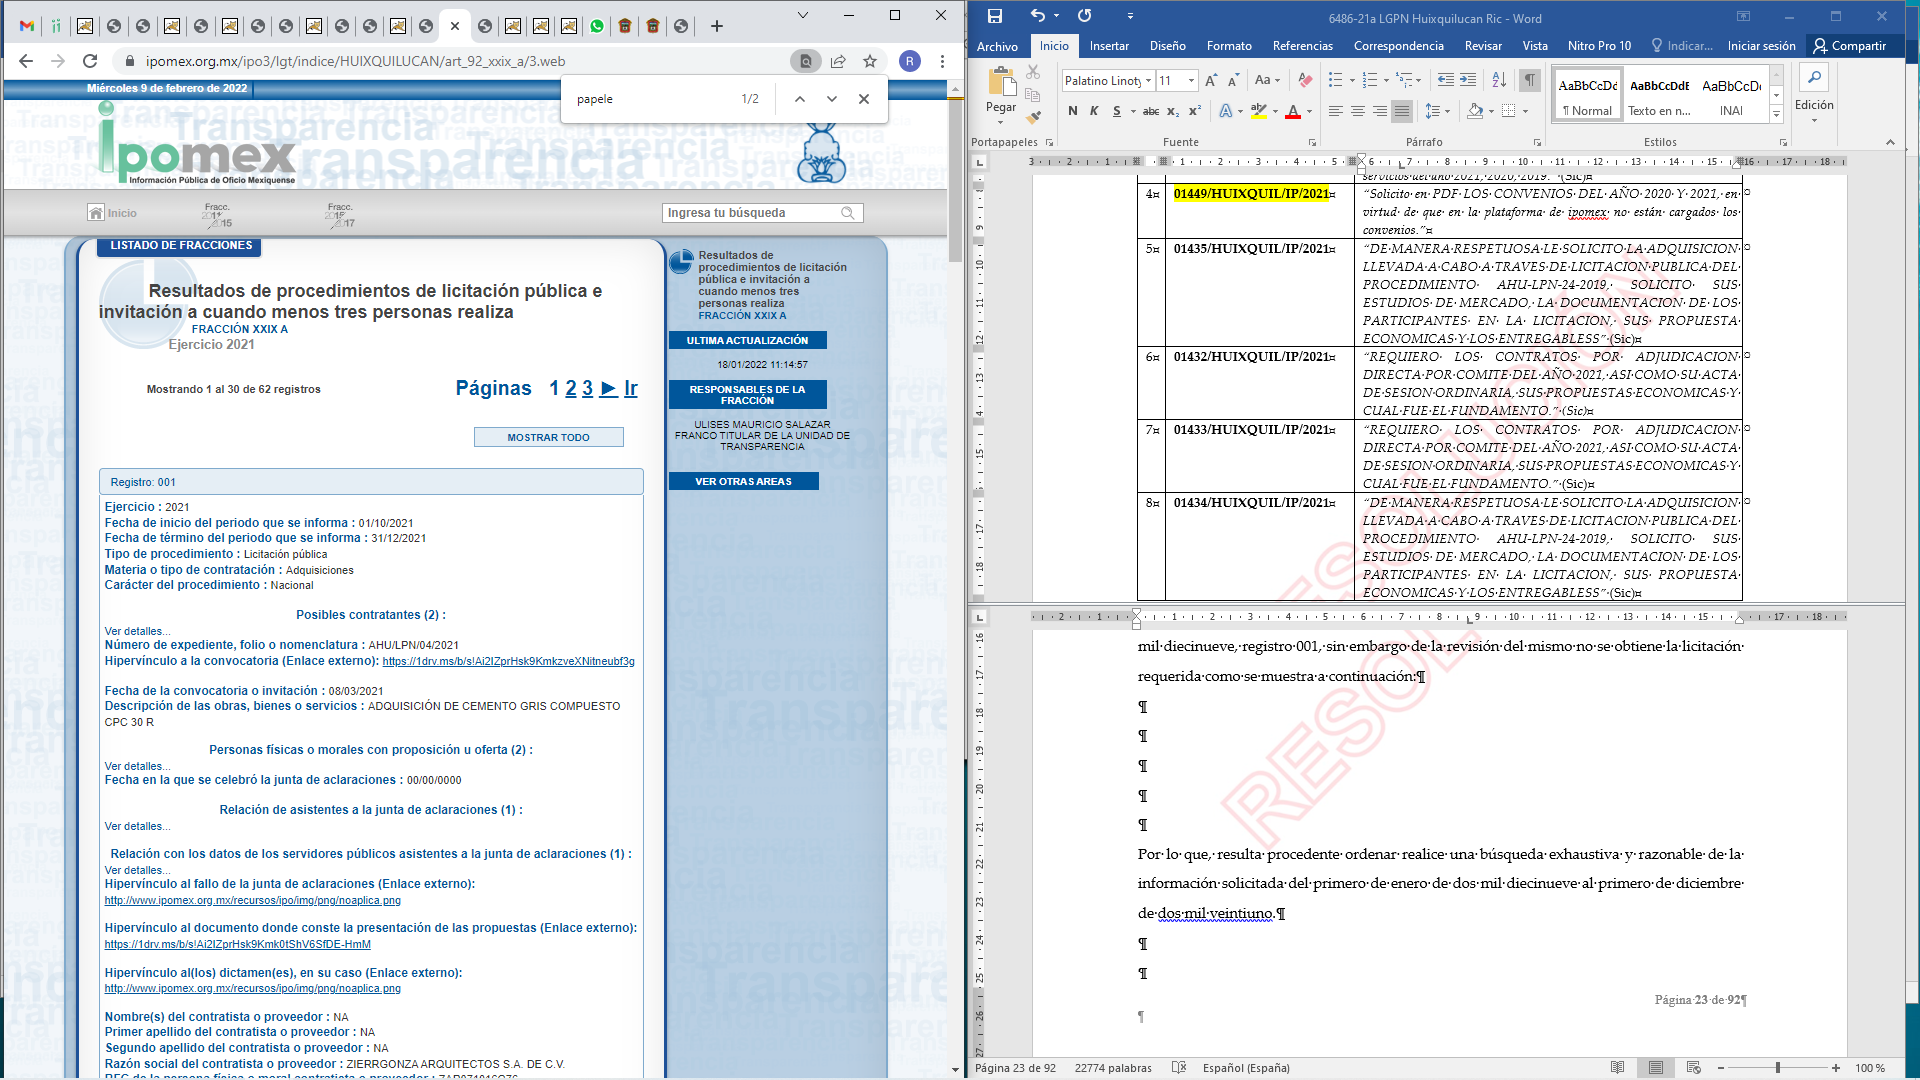 ipomex.org.mx/ipo3/lgt/indice/HUIXQUILUCAN/art_92_xxix_a/3.web
R
papele
1/2
Miércoles 9 de febrero de 2022
Transparencia
ipomex
Información Pública de Oficio Mexiquense
Inicio
Fracc.
Fracc.
Ingresa tu búsqueda
LISTADO DE FRACCIONES
Resultados de procedimientos de licitación pública e
invitación a cuando menos tres personas realiza
FRACCIÓN XXIX A
Ejercicio 2021
Mostrando 1 al 30 de 62 registros
Páginas 1 2 3 ► Ir
MOSTRAR TODO
Registro: 001
Ejercicio : 2021
Fecha de inicio del periodo que se informa : 01/10/2021
Fecha de término del periodo que se informa : 31/12/2021
Tipo de procedimiento : Licitación pública
Materia o tipo de contratación : Adquisiciones
Carácter del procedimiento : Nacional
Posibles contratantes (2) :
Ver detalles...
Número de expediente, folio o nomenclatura : AHU/LPN/04/2021
Hipervínculo a la convocatoria (Enlace externo): https://1drv.ms/b/s!Ai2IZprHsk9KmkzveXNitneubf3g
Fecha de la convocatoria o invitación : 08/03/2021
Descripción de las obras, bienes o servicios : ADQUISICIÓN DE CEMENTO GRIS COMPUESTO
CPC 30 R
Personas físicas o morales con proposición u oferta (2) :
Ver detalles...
Fecha en la que se celebró la junta de aclaraciones : 00/00/0000
Relación de asistentes a la junta de aclaraciones (1) :
Ver detalles...
Relación con los datos de los servidores públicos asistentes a la junta de aclaraciones (1) :
Ver detalles...
Hipervínculo al fallo de la junta de aclaraciones (Enlace externo):
http://www.ipomex.org.mx/recursos/ipo/img/png/noaplica.png
Hipervínculo al documento donde conste la presentación de las propuestas (Enlace externo):
https://1drv.ms/b/s!Ai2IZprHsk9Kmk0tShV6SfDE-HmM
Hipervínculo al(los) dictamen(es), en su caso (Enlace externo):
http://www.ipomex.org.mx/recursos/ipo/img/png/noaplica.png
Nombre(s) del contratista o proveedor : NA
Primer apellido del contratista o proveedor : NA
Segundo apellido del contratista o proveedor : NA
Razón social del contratista o proveedor : ZIERRGONZA ARQUITECTOS S.A. DE C.V.
Resultados de
procedimientos de licitación
pública e invitación a
cuando menos tres
personas realiza
FRACCIÓN XXIX A
ULTIMA ACTUALIZACIÓN
18/01/2022 11:14:57
RESPONSABLES DE LA
FRACCIÓN
ULISES MAURICIO SALAZAR
FRANCO TITULAR DE LA UNIDAD DE
TRANSPARENCIA
VER OTRAS AREAS
6486-21a LGPN Huixquilucan Ric - Word
Archivo Inicio Insertar Diseño Formato Referencias Correspondencia Revisar Vista Nitro Pro 10 Indicar... Iniciar sesión Compartir
Pegar
Palatino Linoty 11
N K S abc x₂ x²
AaBbCcDc AaBbCcDdE AaBbCcDc
¶ Normal Texto en n... INAI
Edición
Portapapeles Fuente Párrafo Estilos
servicios del año 2021, 2020, 2019." (Sic)¤
4¤ 01449/HUIXQUIL/IP/2021¤ “Solicito en PDF LOS CONVENIOS DEL AÑO 2020 Y 2021, en
virtud de que en la plataforma de ipomex no están cargados los
convenios.”¤
5¤ 01435/HUIXQUIL/IP/2021¤ “DE MANERA RESPETUOSA LE SOLICITO LA ADQUISICION
LLEVADA A CABO A TRAVES DE LICITACION PUBLICA DEL
PROCEDIMIENTO AHU-LPN-24-2019, SOLICITO SUS
ESTUDIOS DE MERCADO, LA DOCUMENTACION DE LOS
PARTICIPANTES EN LA LICITACION, SUS PROPUESTA
ECONOMICAS Y LOS ENTREGABLESS” (Sic)¤
6¤ 01432/HUIXQUIL/IP/2021¤ “REQUIERO LOS CONTRATOS POR ADJUDICACION
DIRECTA POR COMITE DEL AÑO 2021, ASI COMO SU ACTA
DE SESION ORDINARIA, SUS PROPUESTAS ECONOMICAS Y
CUAL FUE EL FUNDAMENTO.” (Sic)¤
7¤ 01433/HUIXQUIL/IP/2021¤ “REQUIERO LOS CONTRATOS POR ADJUDICACION
DIRECTA POR COMITE DEL AÑO 2021, ASI COMO SU ACTA
DE SESION ORDINARIA, SUS PROPUESTAS ECONOMICAS Y
CUAL FUE EL FUNDAMENTO.” (Sic)¤
8¤ 01434/HUIXQUIL/IP/2021¤ “DE MANERA RESPETUOSA LE SOLICITO LA ADQUISICION
LLEVADA A CABO A TRAVES DE LICITACION PUBLICA DEL
PROCEDIMIENTO AHU-LPN-24-2019, SOLICITO SUS
ESTUDIOS DE MERCADO, LA DOCUMENTACION DE LOS
PARTICIPANTES EN LA LICITACION, SUS PROPUESTA
ECONOMICAS Y LOS ENTREGABLESS” (Sic)¤
RESOLUCIÓN
mil diecinueve, registro 001, sin embargo de la revisión del mismo no se obtiene la licitación
requerida como se muestra a continuación:¶
Por lo que, resulta procedente ordenar realice una búsqueda exhaustiva y razonable de la
información solicitada del primero de enero de dos mil diecinueve al primero de diciembre
de dos mil veintiuno.¶
Página 23 de 92¶
RESOL
Página 23 de 92 22774 palabras Español (España) 100 %